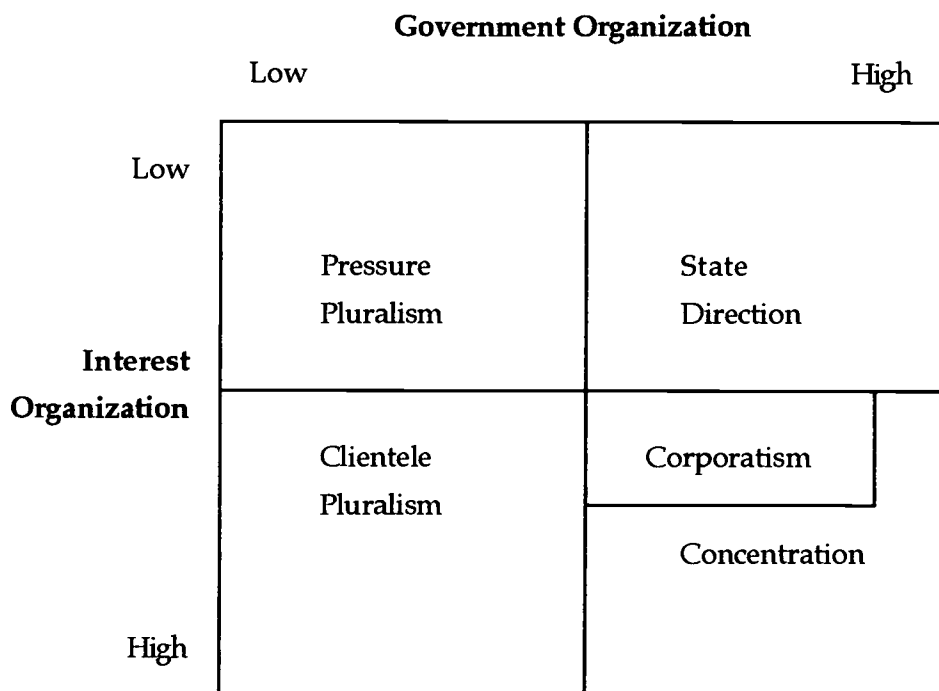 Government Organization
Low High
Low
Pressure State
Pluralism Direction
Interest
Organization
Clientele Corporatism
Pluralism
Concentration
High